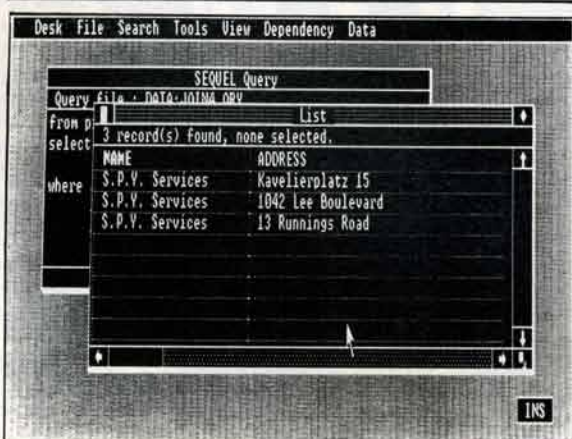 Desk File Search Tools View Dependency Data
SEQUEL Query
Query file : DATA:JOINA.QRY
List
from p
3 record(s) found, none selected.
select
NAME ADDRESS
where
S.P.Y. Services Kavelierplatz 15
S.P.Y. Services 1042 Lee Boulevard
S.P.Y. Services 13 Runnings Road
INS